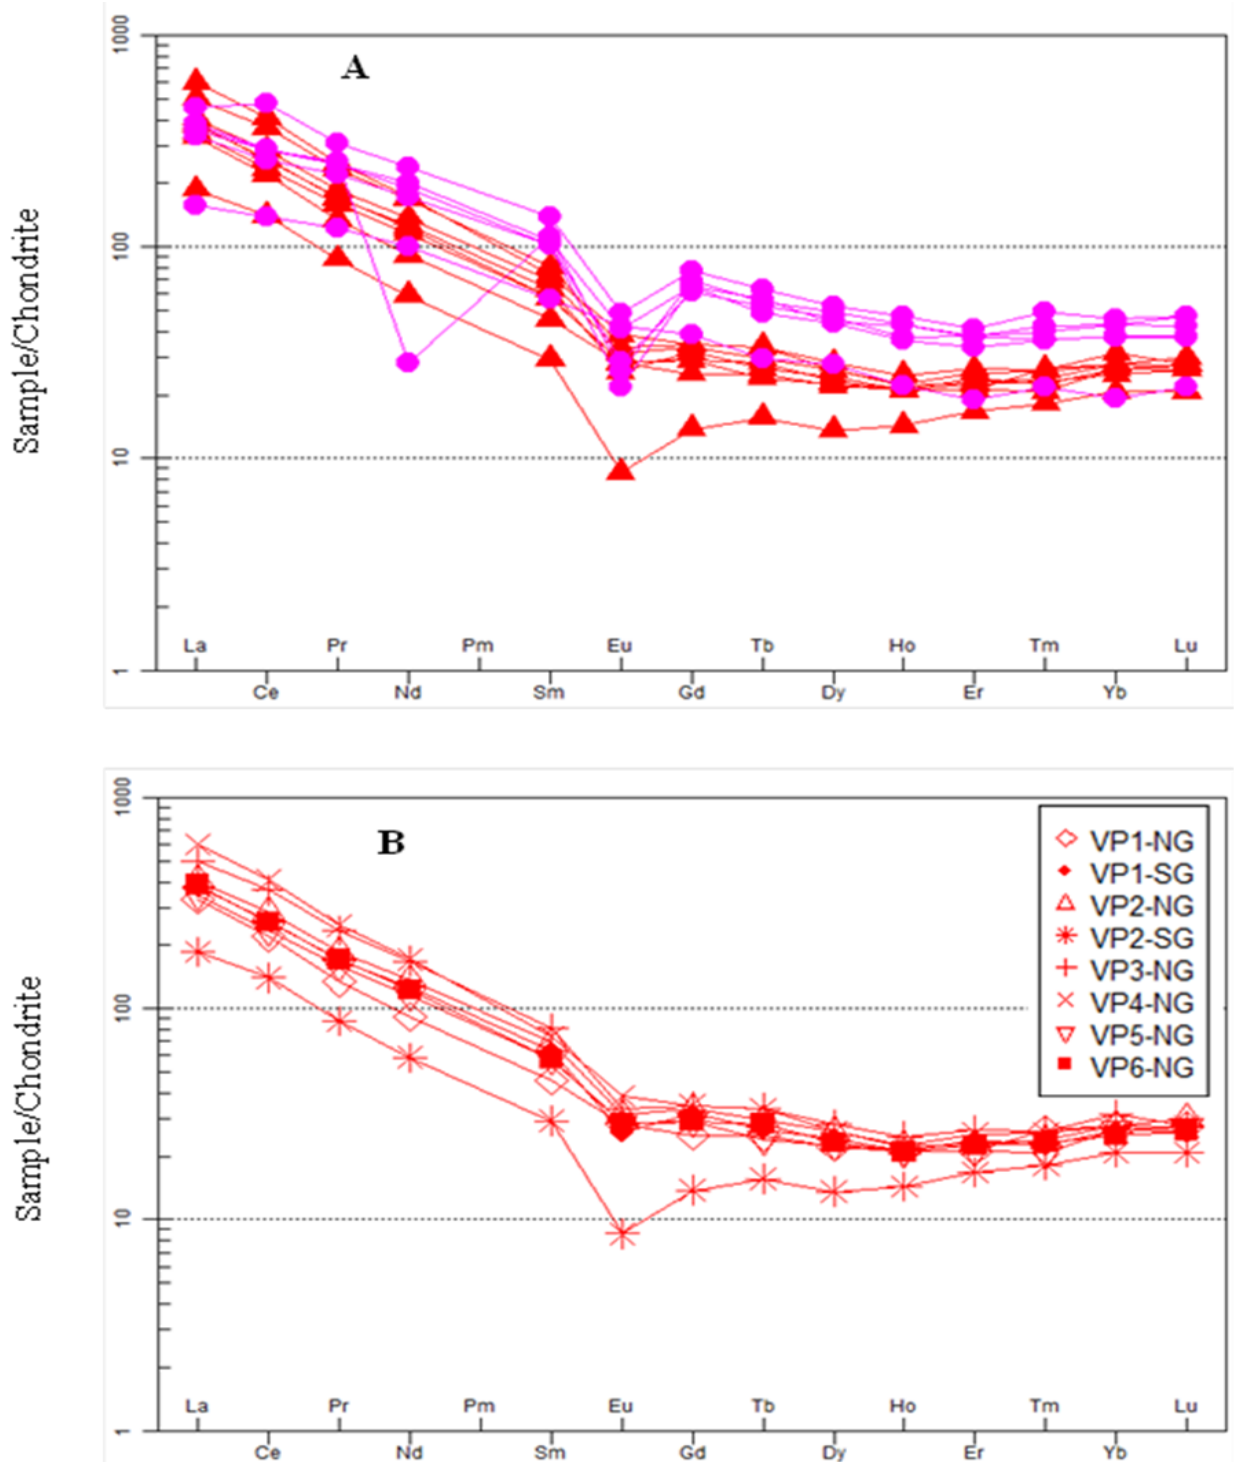 A
Sample/Chondrite
1000
100
10
1
La Pr Pm Eu Tb Ho Tm Lu
Ce Nd Sm Gd Dy Er Yb
B
Sample/Chondrite
1000
100
10
1
VP1-NG
VP1-SG
VP2-NG
VP2-SG
VP3-NG
VP4-NG
VP5-NG
VP6-NG
La Pr Pm Eu Tb Ho Tm Lu
Ce Nd Sm Gd Dy Er Yb